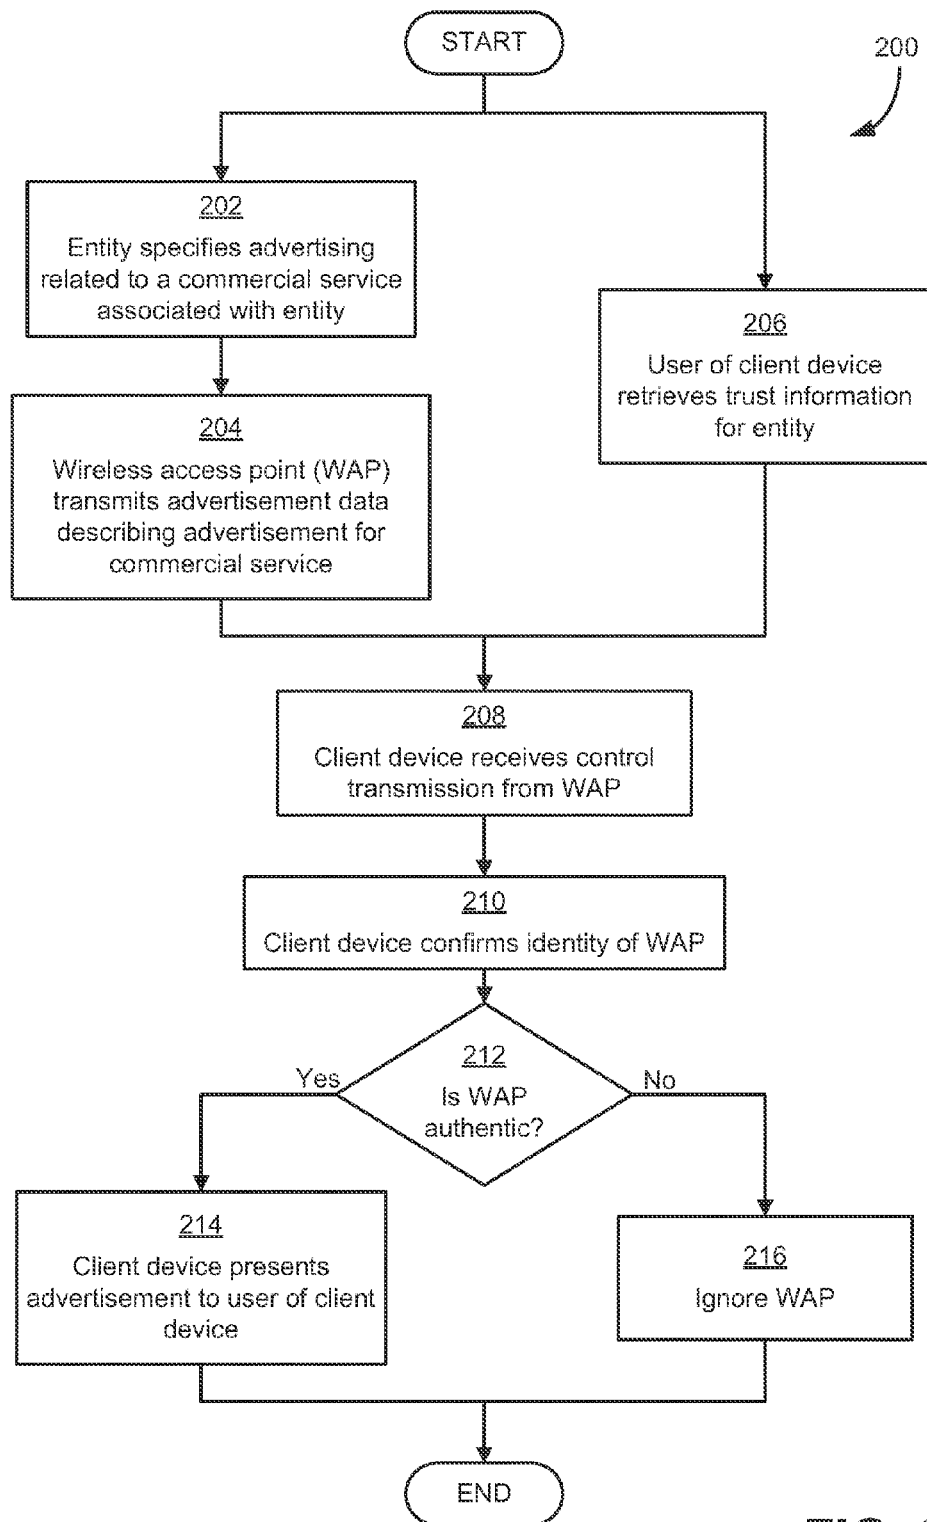 START
200
202
Entity specifies advertising
related to a commercial service
associated with entity
206
User of client device
retrieves trust information
for entity
204
Wireless access point (WAP)
transmits advertisement data
describing advertisement for
commercial service
208
Client device receives control
transmission from WAP
210
Client device confirms identity of WAP
212
Is WAP
authentic?
Yes
No
214
Client device presents
advertisement to user of client
device
216
Ignore WAP
END